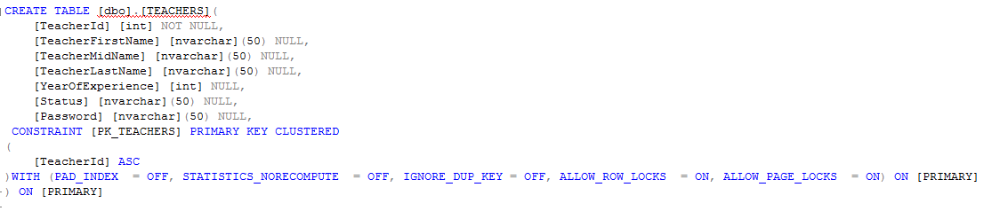 CREATE TABLE [dbo].[TEACHERS](
[TeacherId] [int] NOT NULL,
[TeacherFirstName] [nvarchar](50) NULL,
[TeacherMidName] [nvarchar](50) NULL,
[TeacherLastName] [nvarchar](50) NULL,
[YearOfExperience] [int] NULL,
[Status] [nvarchar](50) NULL,
[Password] [nvarchar](50) NULL,
CONSTRAINT [PK_TEACHERS] PRIMARY KEY CLUSTERED
(
[TeacherId] ASC
)WITH (PAD_INDEX = OFF, STATISTICS_NORECOMPUTE = OFF, IGNORE_DUP_KEY = OFF, ALLOW_ROW_LOCKS = ON, ALLOW_PAGE_LOCKS = ON) ON [PRIMARY]
) ON [PRIMARY]